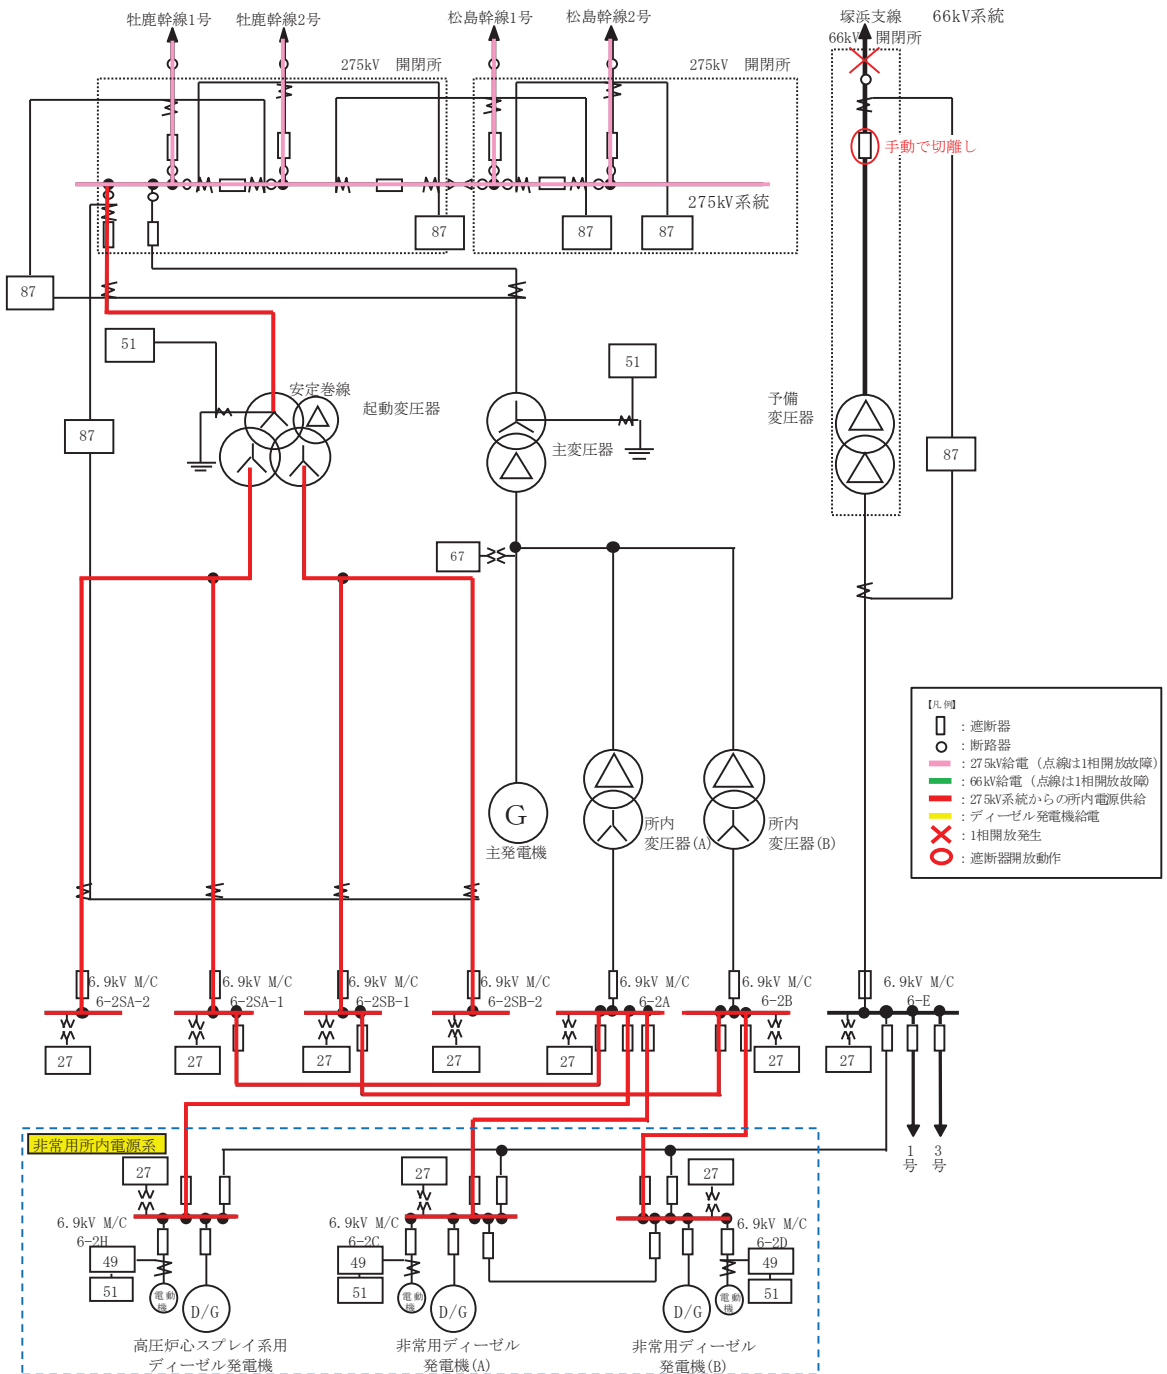 牡鹿幹線1号
牡鹿幹線2号
松島幹線1号
松島幹線2号
塚浜支線
66kV系統
66kV 開閉所
275kV 開閉所
275kV 開閉所
手動で切離し
275kV系統
87
87
87
87
51
51
安定巻線
起動変圧器
予備
変圧器
87
主変圧器
87
67
【凡例】
：遮断器
：断路器
：275kV給電（点線は1相開放故障）
：66kV給電（点線は1相開放故障）
：275kV系統からの所内電源供給
：ディーゼル発電機給電
：1相開放発生
：遮断器開放動作
G
主発電機
所内
変圧器(A)
所内
変圧器(B)
6.9kV M/C
6-2SA-2
6.9kV M/C
6-2SA-1
6.9kV M/C
6-2SB-1
6.9kV M/C
6-2SB-2
6.9kV M/C
6-2A
6.9kV M/C
6-2B
6.9kV M/C
6-E
27
27
27
27
27
27
27
1
号
3
号
非常用所内電源系
27
27
27
6.9kV M/C
6-2H
6.9kV M/C
6-2C
6.9kV M/C
6-2D
49
51
49
51
49
51
電動
機
D/G
電動
機
D/G
D/G
電動
機
高圧炉心スプレイ系用
ディーゼル発電機
非常用ディーゼル
発電機(A)
非常用ディーゼル
発電機(B)